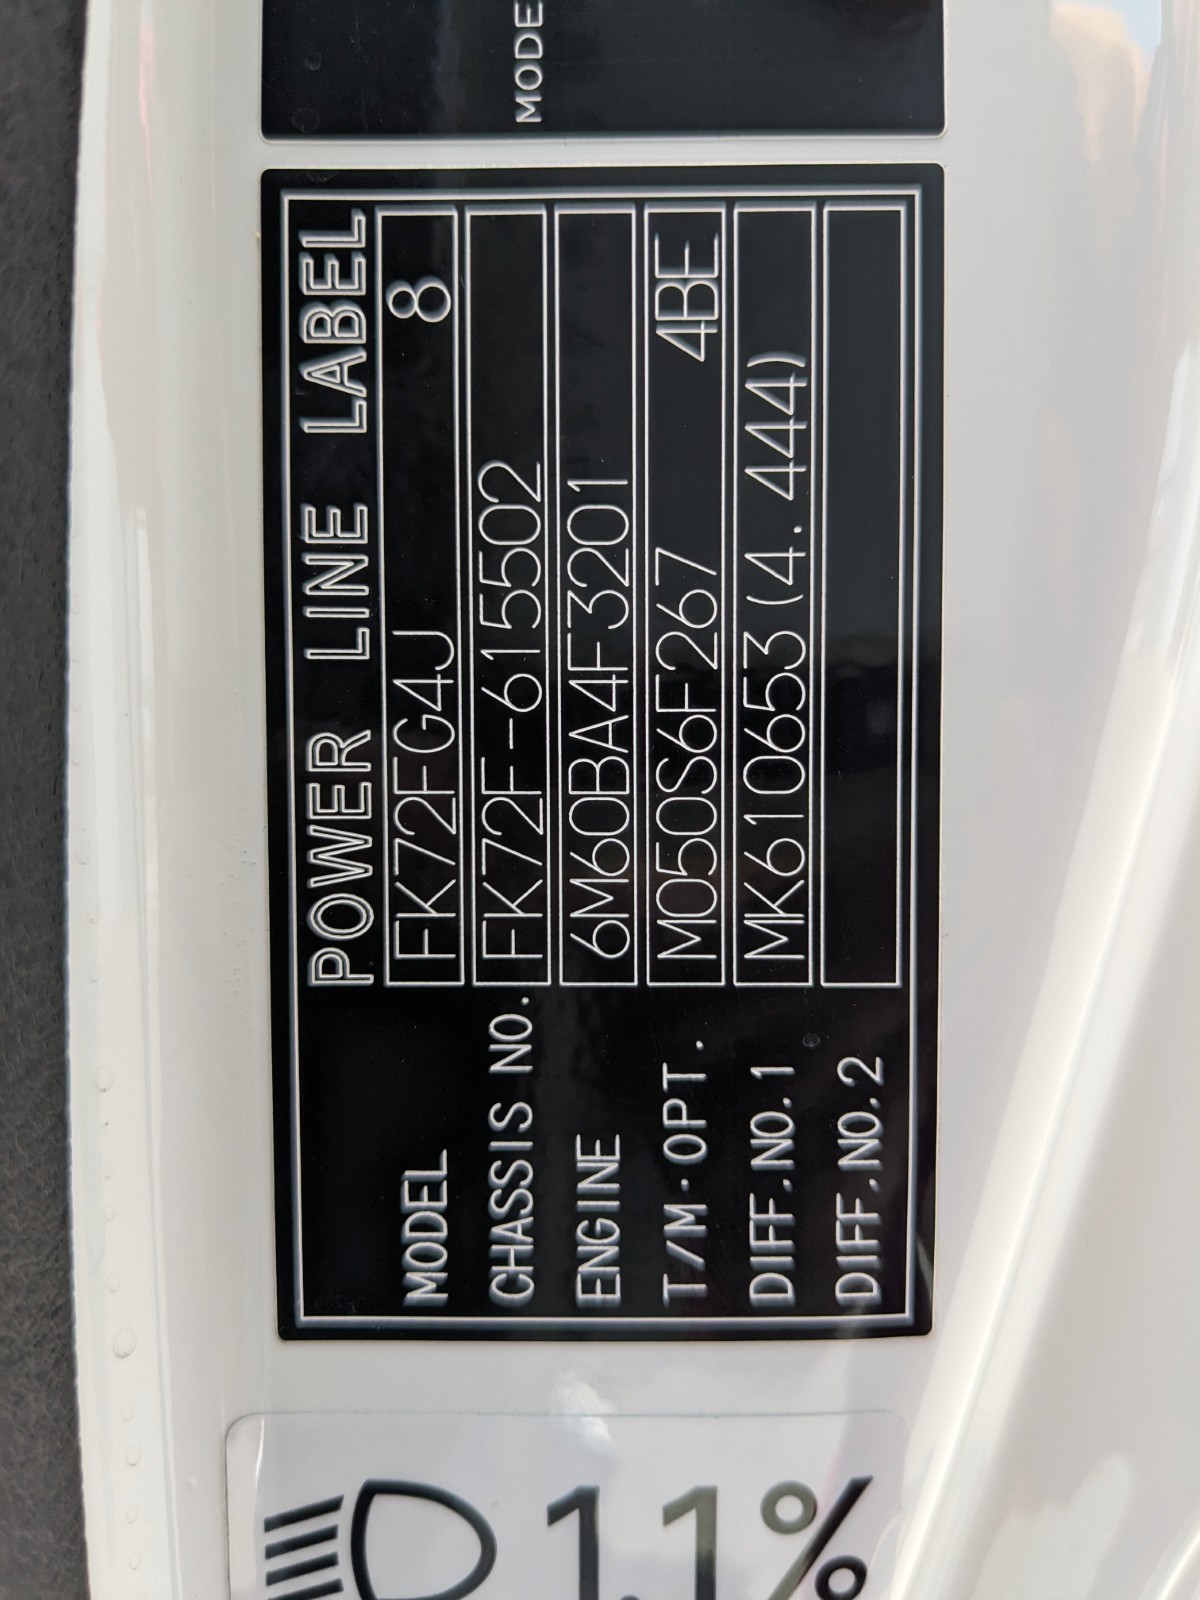 MODE
POWER LINE LABEL
MODEL FK72FG4J 8
CHASSIS NO. FK72F-615502
ENGINE 6M60BA4F3201
T/M·OPT. M050S6F267 4BE
DIFF.NO.1 MK610653(4.444)
DIFF.NO.2
1.1%